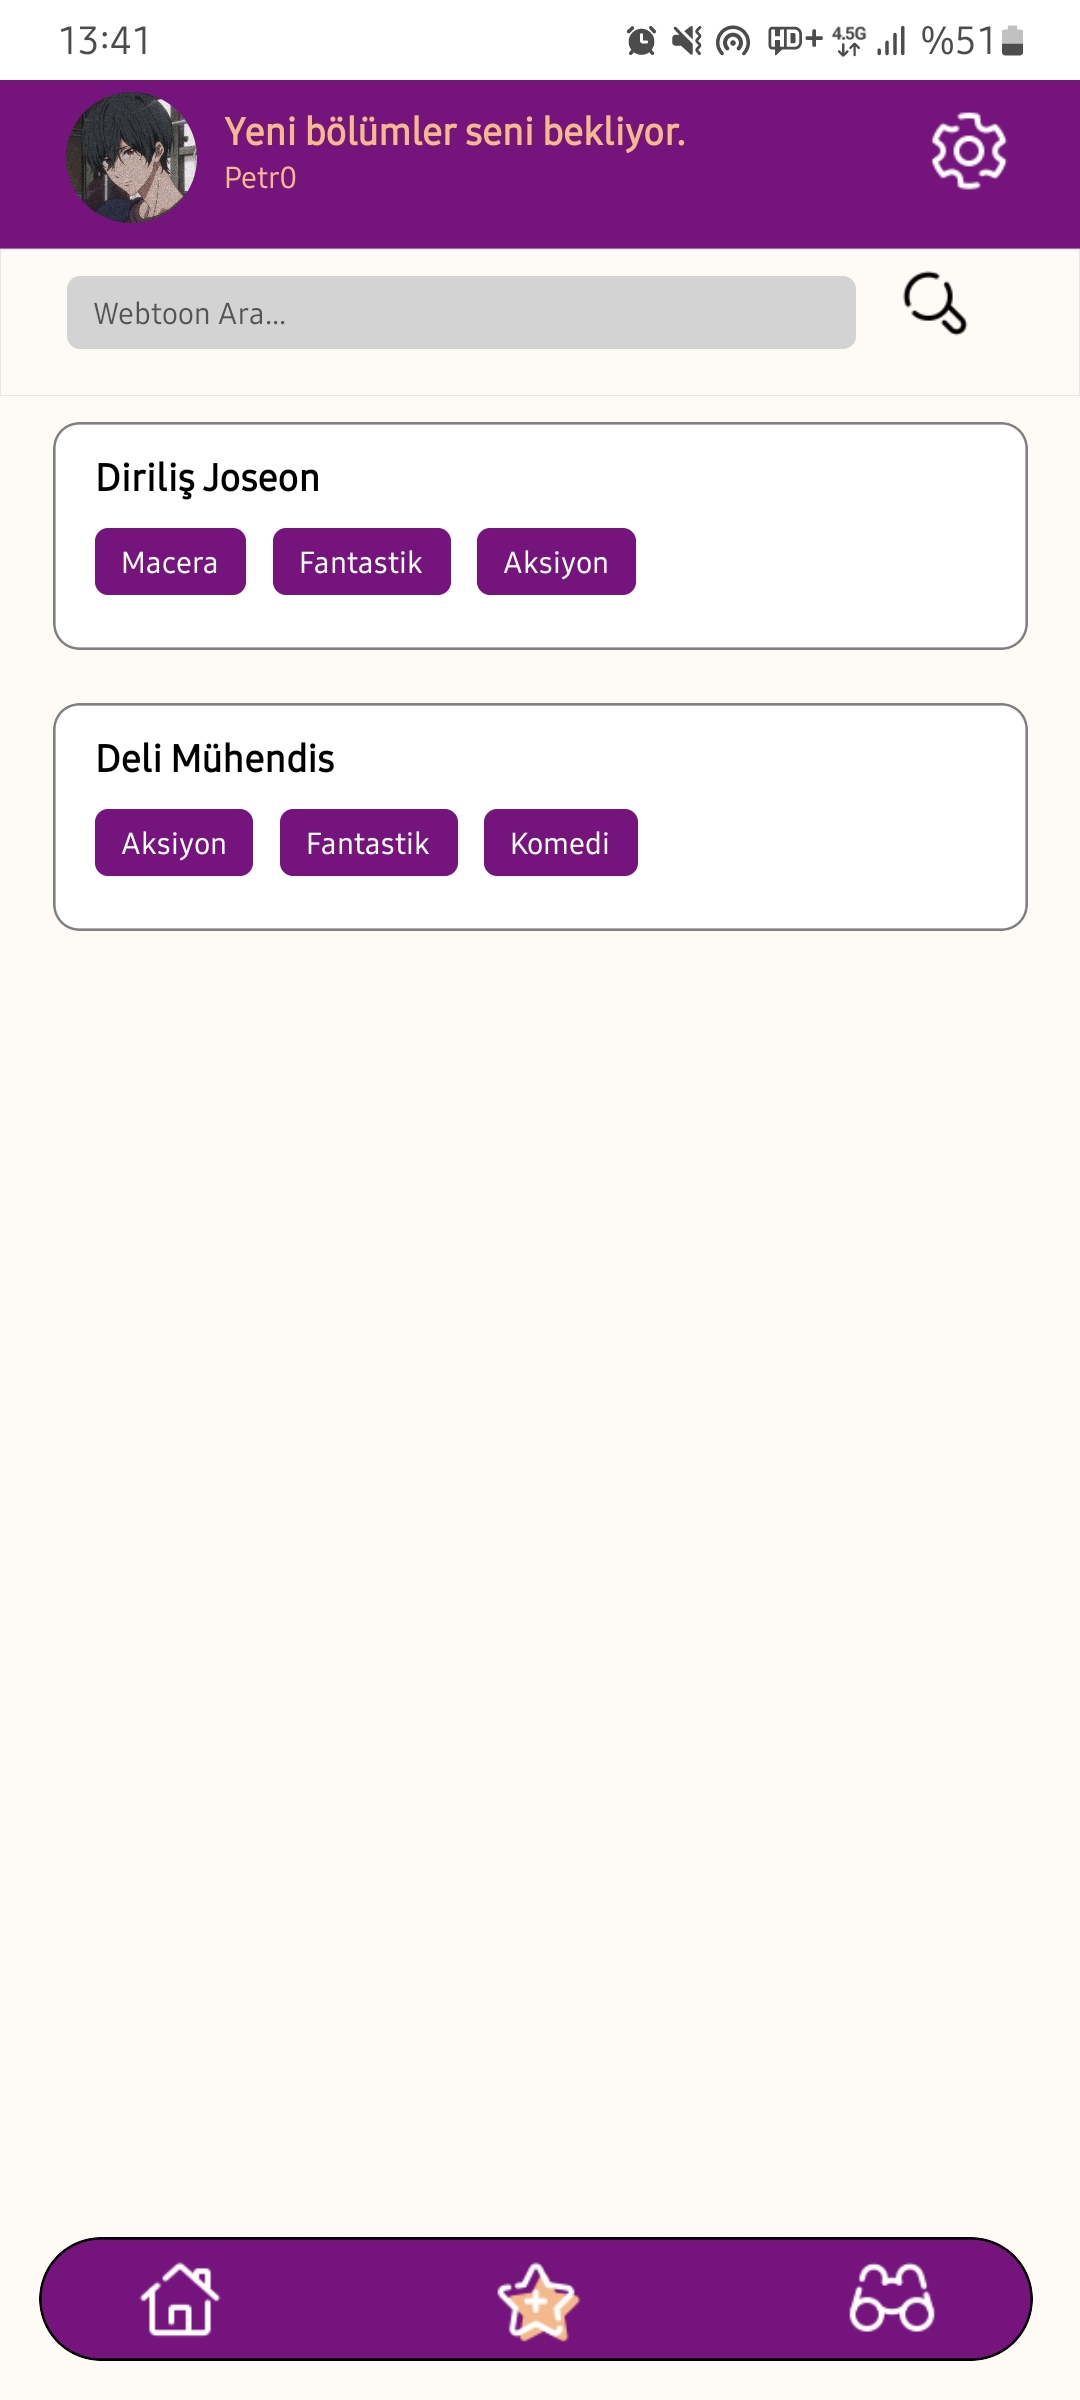 13:41 HD+ 4.5G %51
Yeni bölümler seni bekliyor.
Petr0
Webtoon Ara...
Diriliş Joseon
Macera Fantastik Aksiyon
Deli Mühendis
Aksiyon Fantastik Komedi